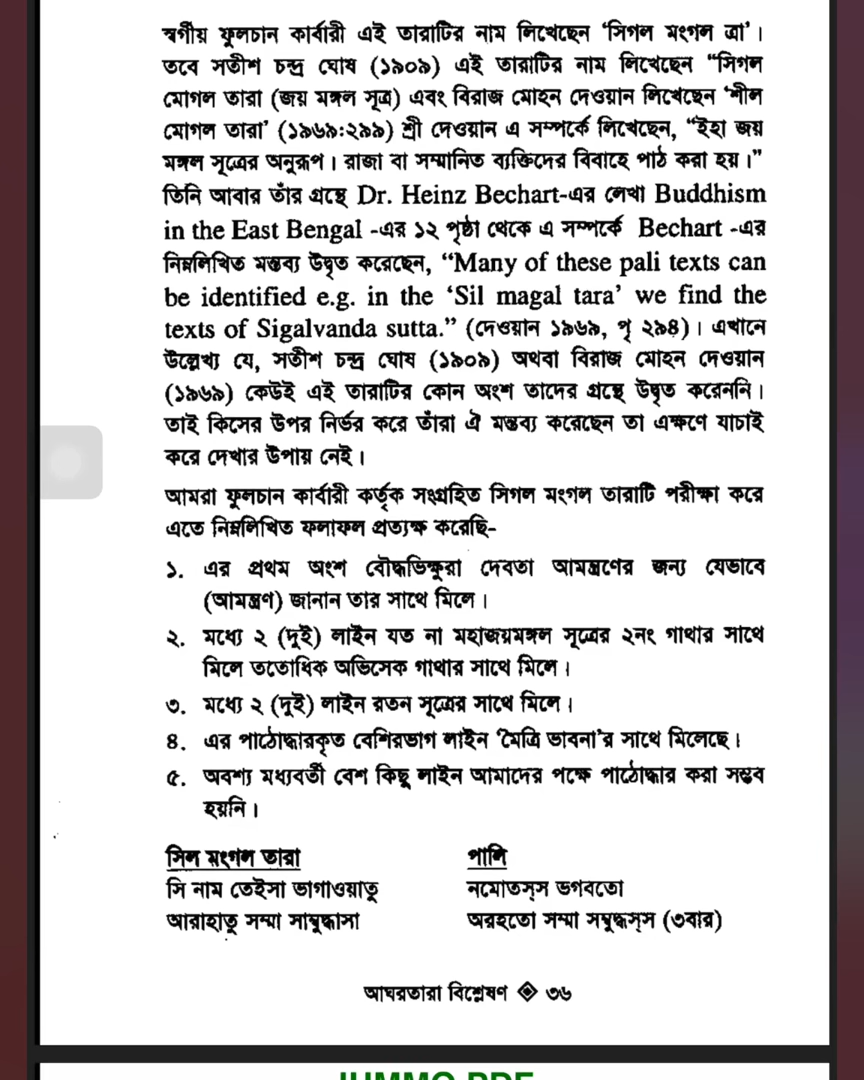 স্বর্গীয় ফুলচান কার্বারী এই তারাটির নাম লিখেছেন ‘সিগল মংগল ত্রা’।
তবে সতীশ চন্দ্র ঘোষ (১৯০৯) এই তারাটির নাম লিখেছেন “সিগল
মোগল তারা (জয় মঙ্গল সূত্র) এবং বিরাজ মোহন দেওয়ান লিখেছেন ‘শীল
মোগল তারা’ (১৯৬৯:২৯৯) শ্রী দেওয়ান এ সম্পর্কে লিখেছেন, “ইহা জয়
মঙ্গল সূত্রের অনুরূপ। রাজা বা সম্মানিত ব্যক্তিদের বিবাহে পাঠ করা হয়।”
তিনি আবার তাঁর গ্রন্থে Dr. Heinz Bechart-এর লেখা Buddhism
in the East Bengal -এর ১২ পৃষ্ঠা থেকে এ সম্পর্কে Bechart -এর
নিম্নলিখিত মন্তব্য উদ্বৃত করেছেন, “Many of these pali texts can
be identified e.g. in the ‘Sil magal tara’ we find the
texts of Sigalvanda sutta.” (দেওয়ান ১৯৬৯, পৃ ২৯৪)। এখানে
উল্লেখ্য যে, সতীশ চন্দ্র ঘোষ (১৯০৯) অথবা বিরাজ মোহন দেওয়ান
(১৯৬৯) কেউই এই তারাটির কোন অংশ তাদের গ্রন্থে উদ্বৃত করেননি।
তাই কিসের উপর নির্ভর করে তাঁরা ঐ মন্তব্য করেছেন তা এক্ষণে যাচাই
করে দেখার উপায় নেই।
আমরা ফুলচান কার্বারী কর্তৃক সংগ্রহিত সিগল মংগল তারাটি পরীক্ষা করে
এতে নিম্নলিখিত ফলাফল প্রত্যক্ষ করেছি-
১. এর প্রথম অংশ বৌদ্ধভিক্ষুরা দেবতা আমন্ত্রণের জন্য যেভাবে
(আমন্ত্রণ) জানান তার সাথে মিলে।
২. মধ্যে ২ (দুই) লাইন যত না মহাজয়মঙ্গল সূত্রের ২নং গাথার সাথে
মিলে ততোধিক অভিসেক গাথার সাথে মিলে।
৩. মধ্যে ২ (দুই) লাইন রতন সূত্রের সাথে মিলে।
৪. এর পাঠোদ্ধারকৃত বেশিরভাগ লাইন ‘মৈত্রি ভাবনা’র সাথে মিলেছে।
৫. অবশ্য মধ্যবর্তী বেশ কিছু লাইন আমাদের পক্ষে পাঠোদ্ধার করা সম্ভব
হয়নি।
সিল মংগল তারা পালি
সি নাম তেইসা ভাগাওয়াতু নমোতস্স ভগবতো
আরাহাতু সম্মা সাম্বুদ্ধাসা অরহতো সম্মা সম্বুদ্ধস্স (৩বার)
আঘরতারা বিশ্লেষণ ◈ ৩৬